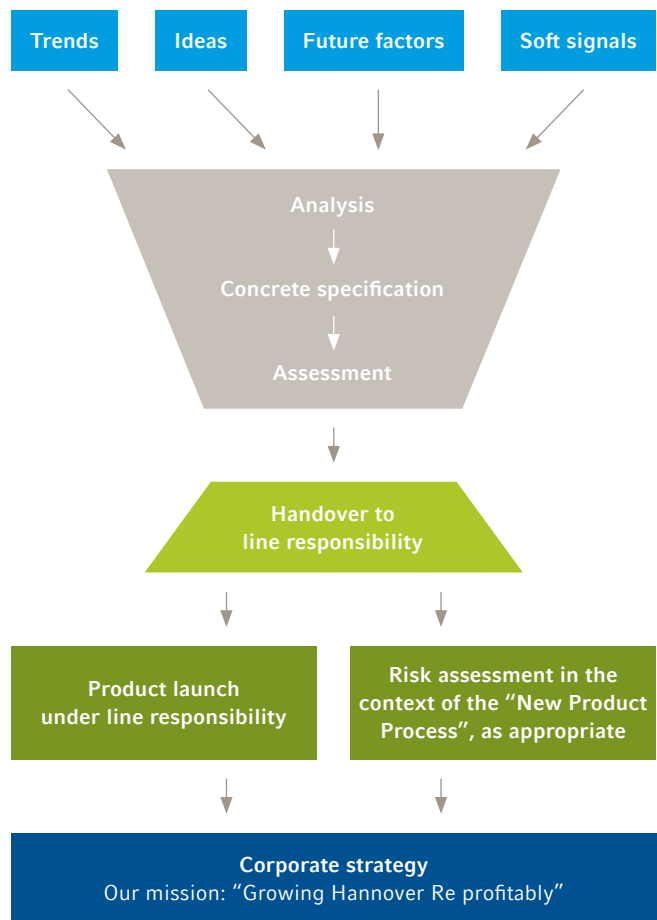 Trends
Ideas
Future factors
Soft signals
Analysis
Concrete specification
Assessment
Handover to
line responsibility
Product launch
under line responsibility
Risk assessment in the
context of the “New Product
Process”, as appropriate
Corporate strategy
Our mission: “Growing Hannover Re profitably”